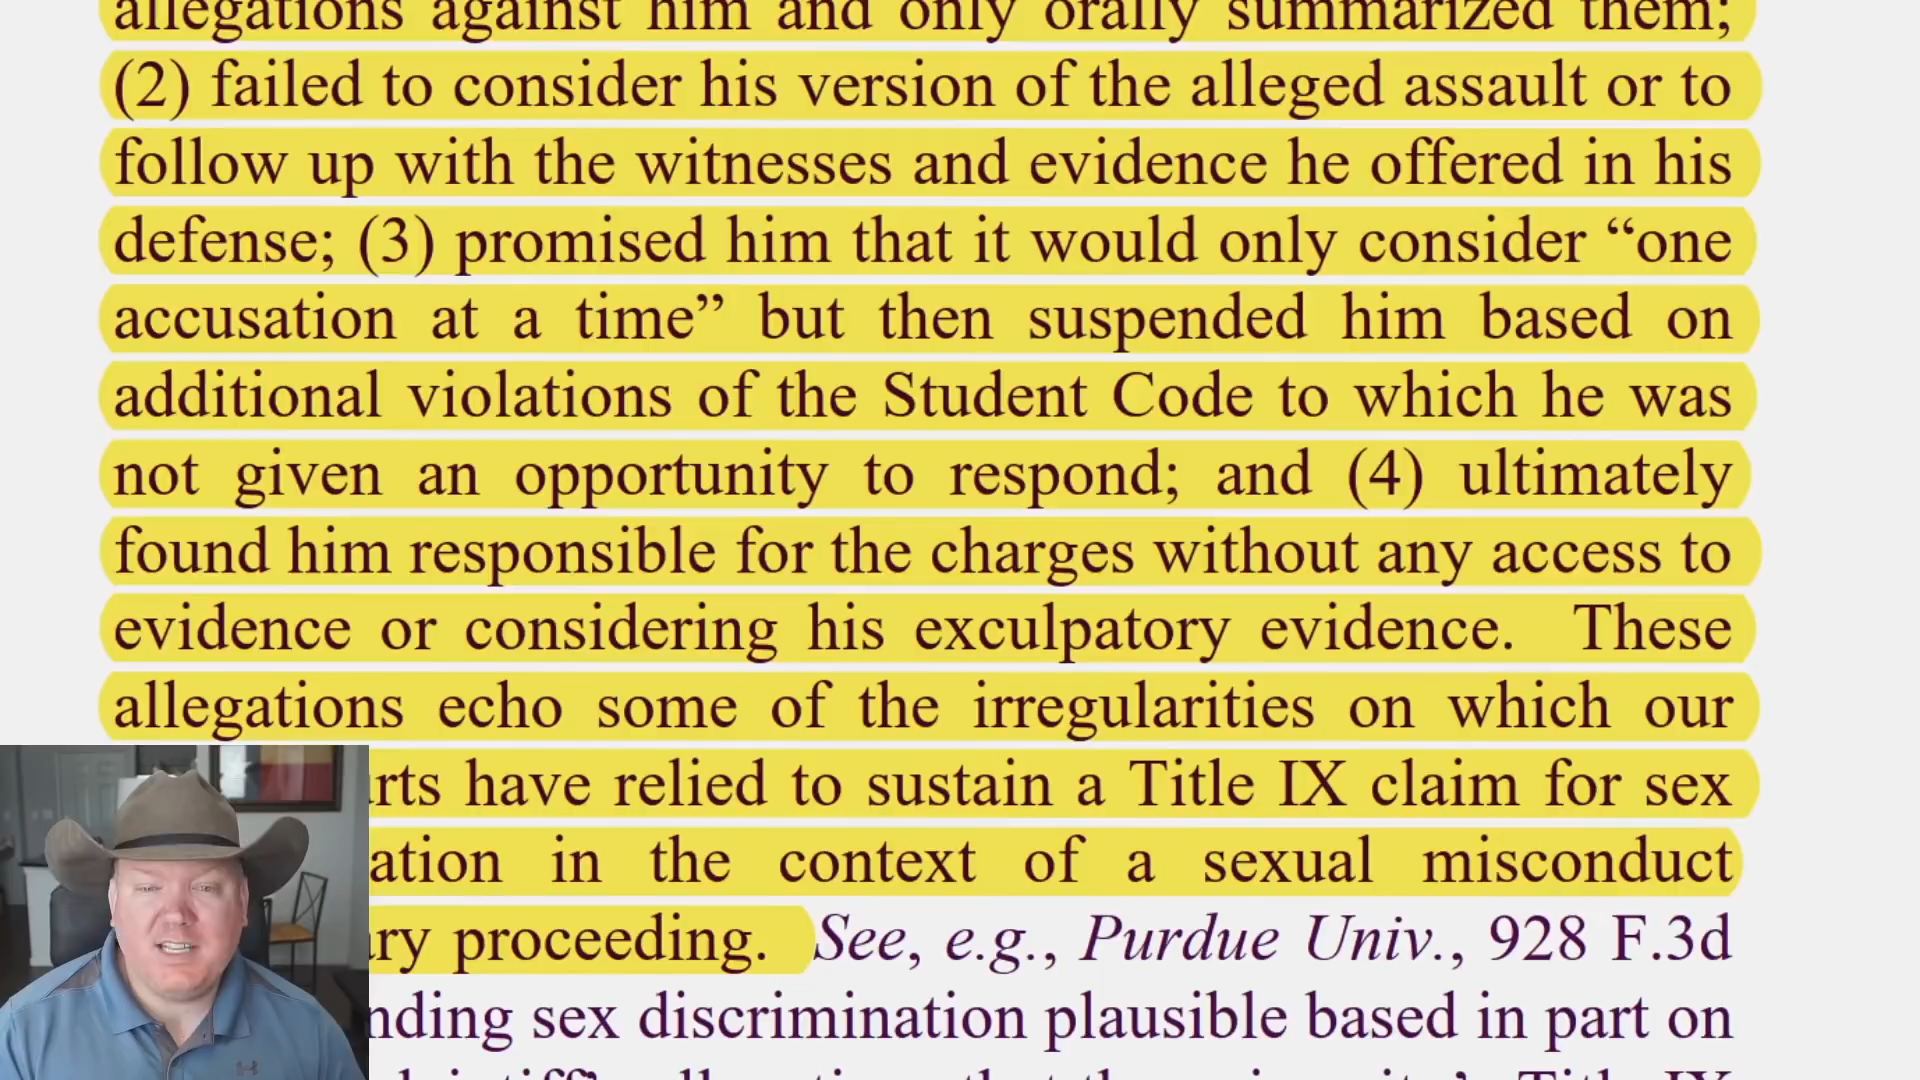 allegations against him and only orally summarized them;
(2) failed to consider his version of the alleged assault or to
follow up with the witnesses and evidence he offered in his
defense; (3) promised him that it would only consider “one
accusation at a time” but then suspended him based on
additional violations of the Student Code to which he was
not given an opportunity to respond; and (4) ultimately
found him responsible for the charges without any access to
evidence or considering his exculpatory evidence. These
allegations echo some of the irregularities on which our
rts have relied to sustain a Title IX claim for sex
ation in the context of a sexual misconduct
ry proceeding. See, e.g., Purdue Univ., 928 F.3d
nding sex discrimination plausible based in part on